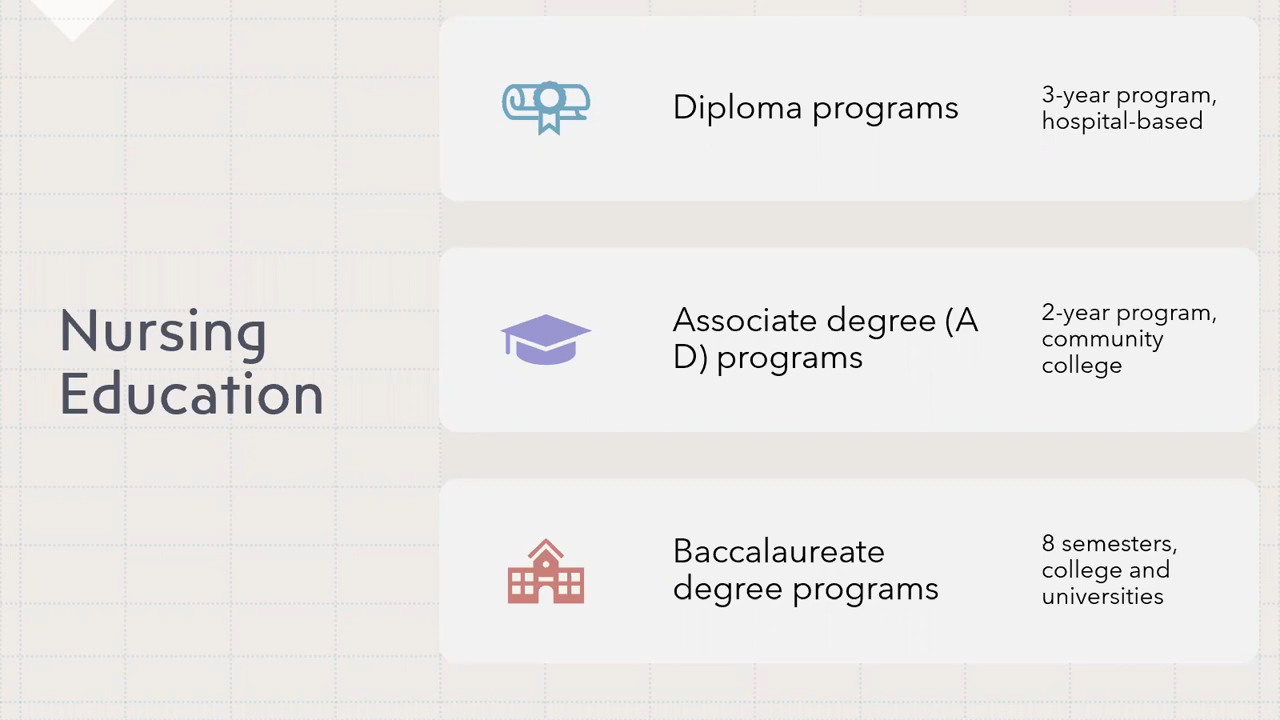 Nursing
Education
Diploma programs
3-year program,
hospital-based
Associate degree (A
D) programs
2-year program,
community
college
Baccalaureate
degree programs
8 semesters,
college and
universities